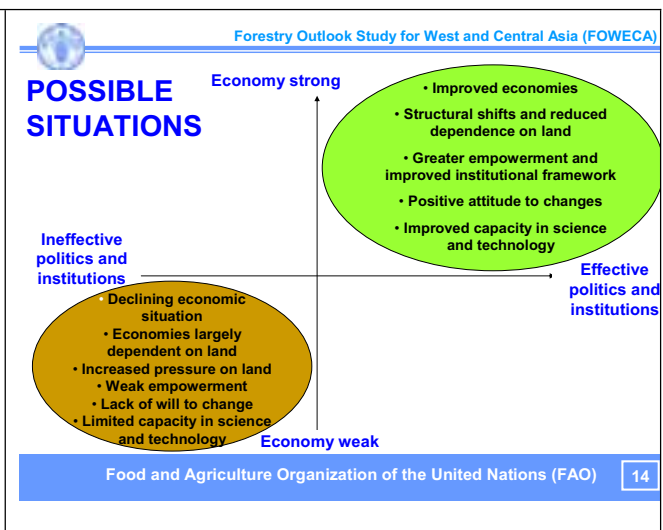 Forestry Outlook Study for West and Central Asia (FOWECA)
POSSIBLE
SITUATIONS
Economy strong
• Improved economies
• Structural shifts and reduced
dependence on land
• Greater empowerment and
improved institutional framework
• Positive attitude to changes
• Improved capacity in science
and technology
Ineffective
politics and
institutions
Effective
politics and
institutions
• Declining economic
situation
• Economies largely
dependent on land
• Increased pressure on land
• Weak empowerment
• Lack of will to change
• Limited capacity in science
and technology
Economy weak
Food and Agriculture Organization of the United Nations (FAO)
14